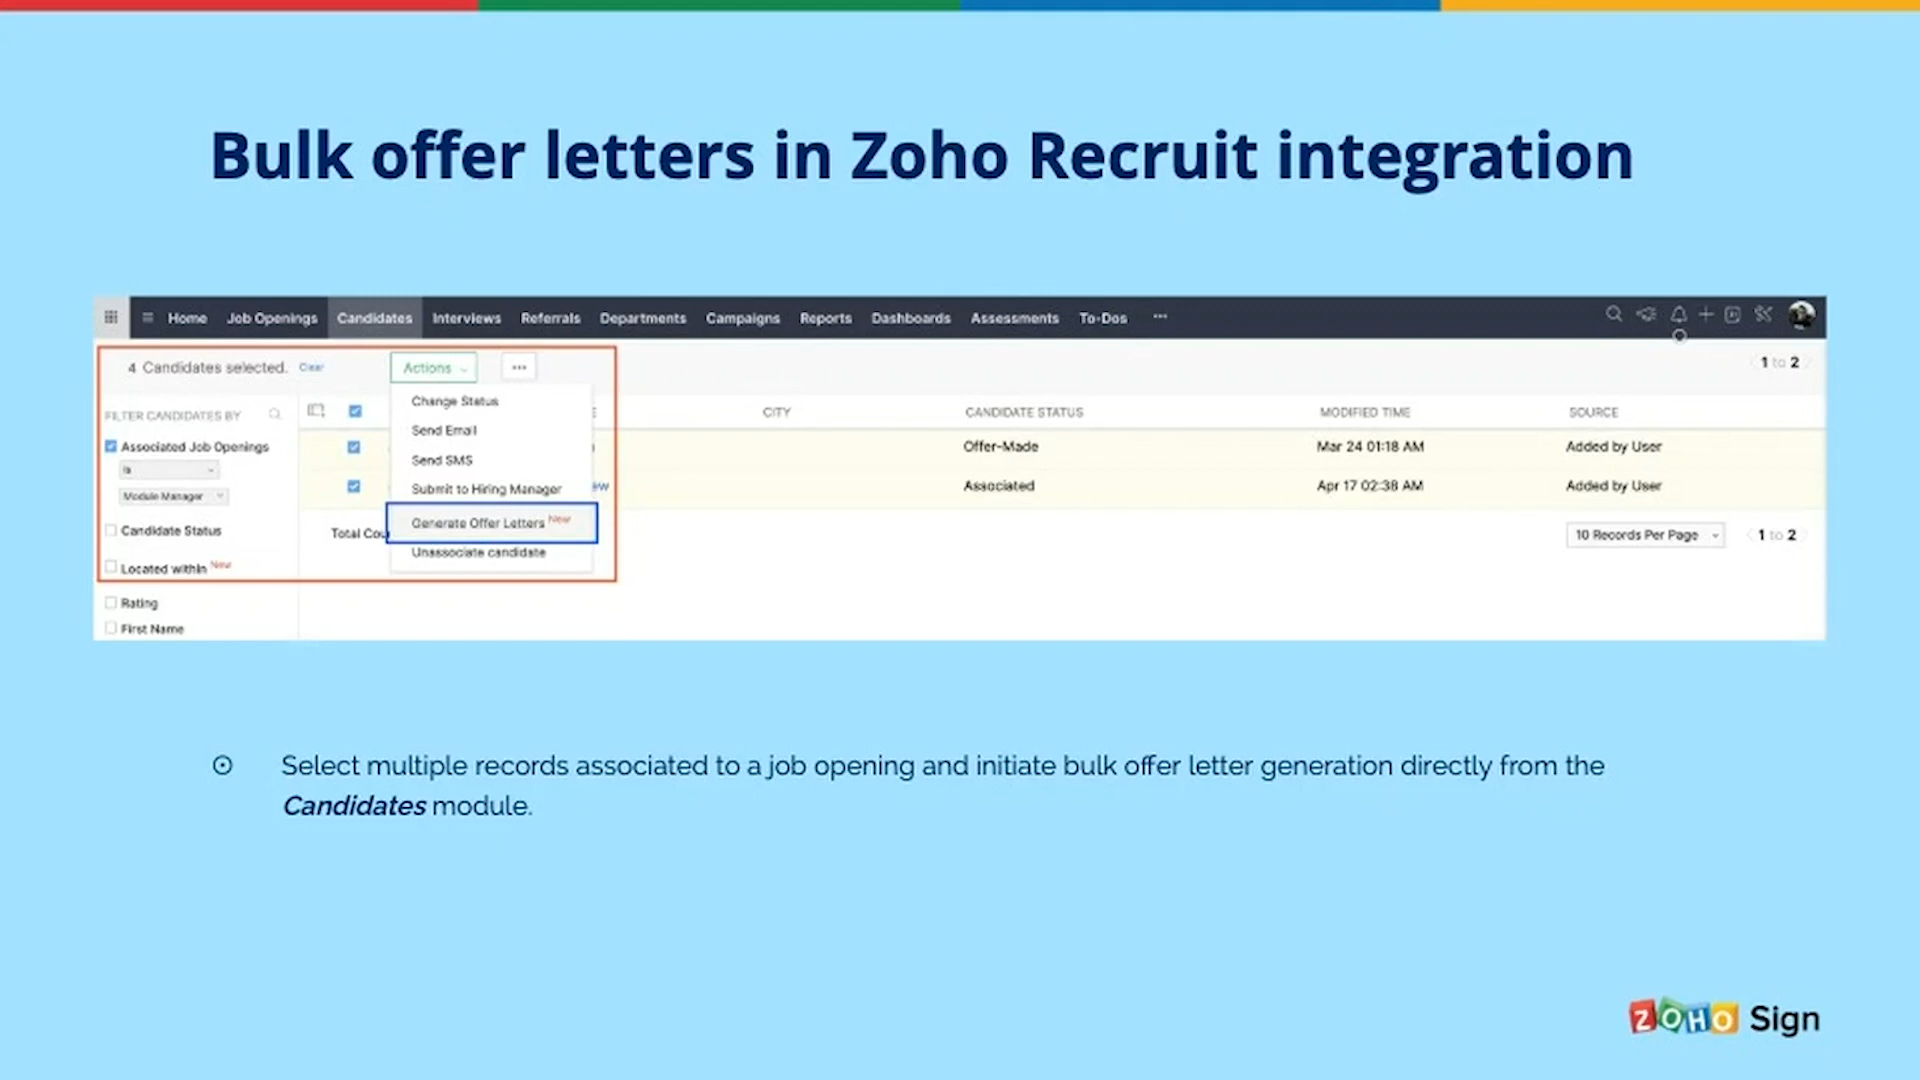 Bulk offer letters in Zoho Recruit integration
Home Job Openings Candidates Interviews Referrals Departments Campaigns Reports Dashboards Assessments To-Dos ...
4 Candidates selected. Clear Actions ... 1 to 2
FILTER CANDIDATES BY CITY CANDIDATE STATUS MODIFIED TIME SOURCE
Change Status
Send Email
Send SMS
Submit to Hiring Manager
Generate Offer Letters New
Unassociate candidate
Associated Job Openings Offer-Made Mar 24 01:18 AM Added by User
is
Associated Apr 17 02:38 AM Added by User
Module Manager
Candidate Status Total Cou 10 Records Per Page 1 to 2
Located within New
Rating
First Name
Select multiple records associated to a job opening and initiate bulk offer letter generation directly from the
Candidates module.
ZOHO Sign